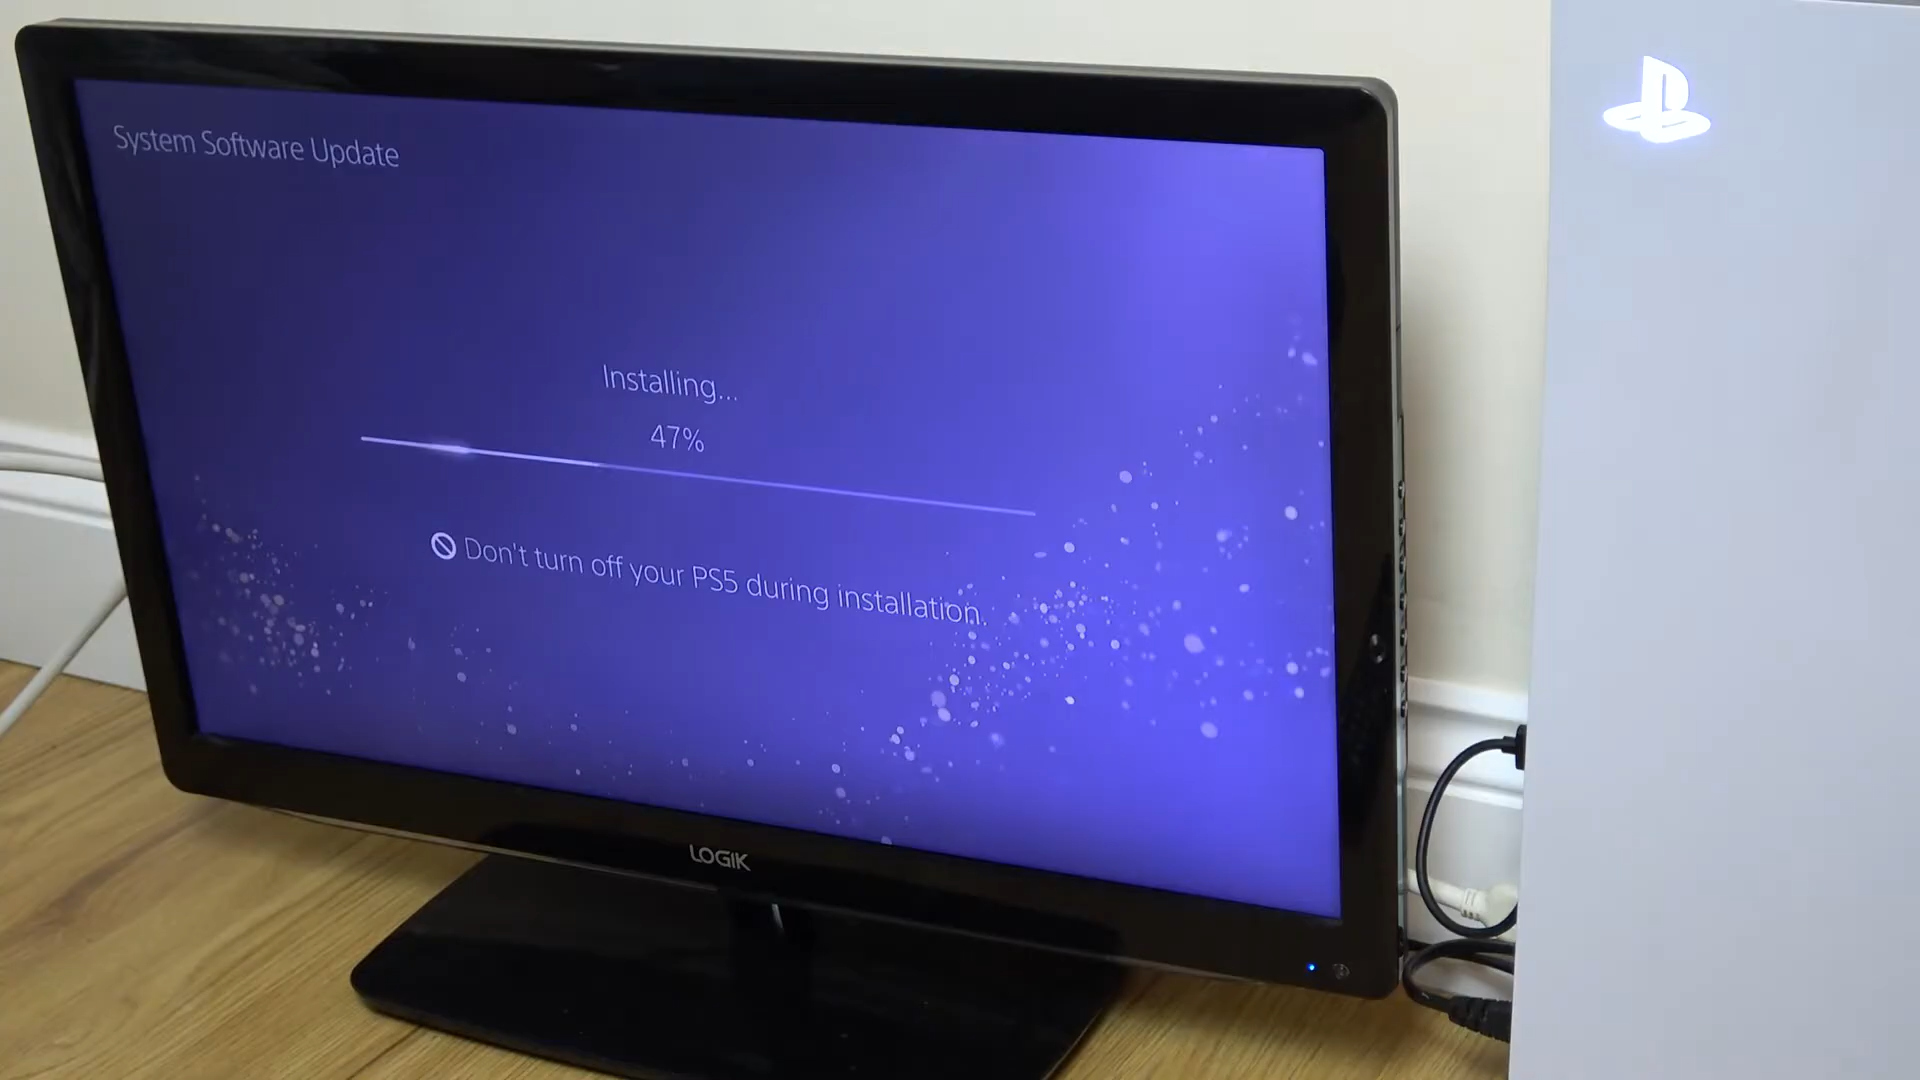 System Software Update
Installing...
47%
Don't turn off your PS5 during installation.
LOGIK